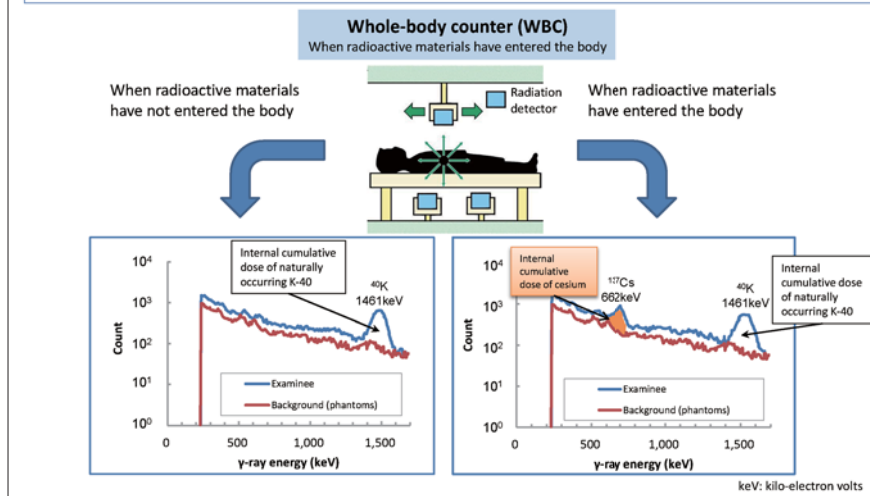 Whole-body counter (WBC)
When radioactive materials have entered the body
When radioactive materials
have not entered the body
Radiation
detector
When radioactive materials
have entered the body
10⁴
10³
10²
10¹
10⁰
Count
Internal cumulative
dose of naturally
occurring K-40
⁴⁰K
1461keV
Examinee
Background (phantoms)
0
500
1,000
1,500
γ-ray energy (keV)
10⁴
10³
10²
10¹
10⁰
Count
Internal
cumulative
dose of cesium
¹³⁷Cs
662keV
⁴⁰K
1461keV
Internal
cumulative dose
of naturally
occurring K-40
Examinee
Background (phantoms)
0
500
1,000
1,500
γ-ray energy (keV)
keV: kilo-electron volts